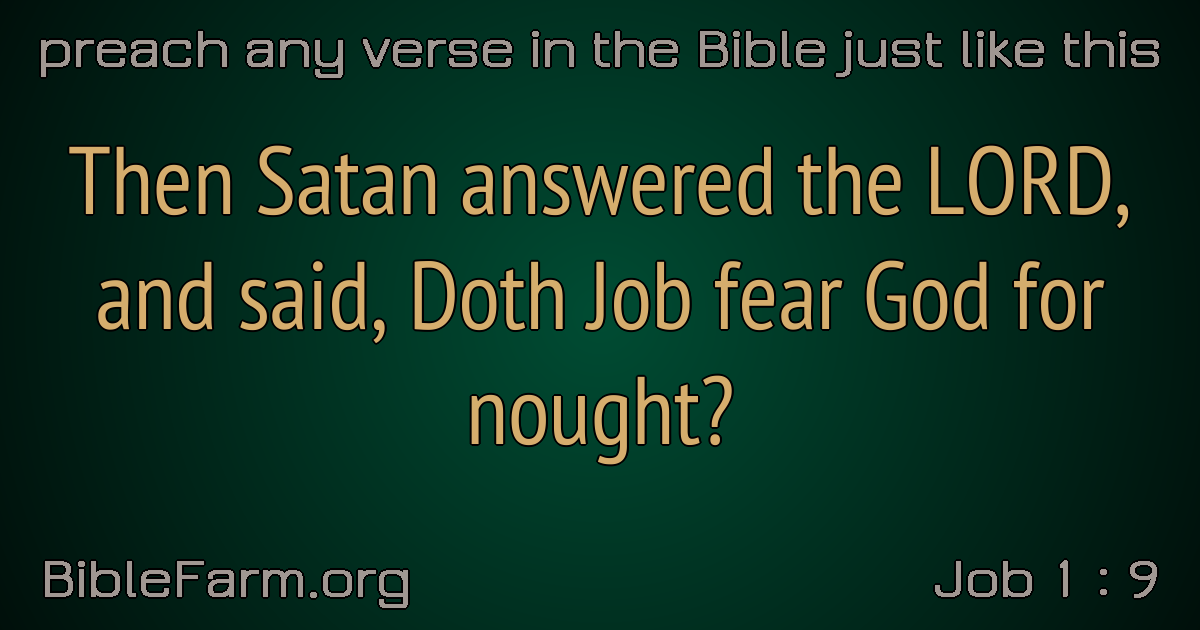 preach any verse in the Bible just like this
Then Satan answered the LORD,
and said, Doth Job fear God for
nought?
BibleFarm.org
Job 1 : 9